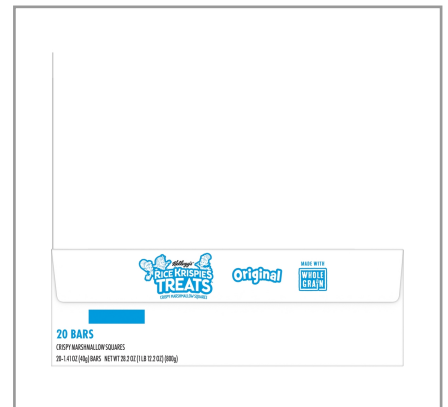 Kellogg's
RICE KRISPIES
TREATS
CRISPY MARSHMALLOW SQUARES
Original
MADE WITH
WHOLE
GRAIN
20 BARS
CRISPY MARSHMALLOW SQUARES
20-1.41 OZ (40g) BARS NET WT 28.2 OZ (1 LB 12.2 OZ) (800g)